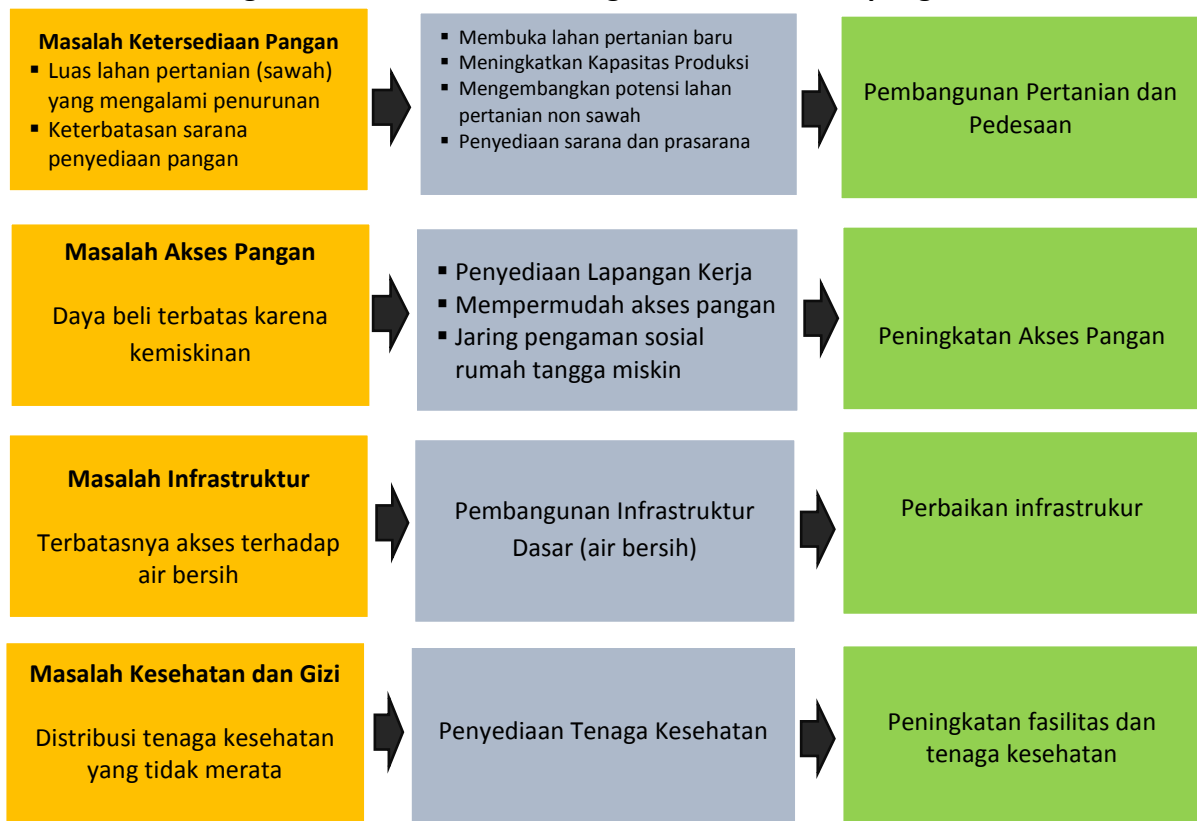 Masalah Ketersediaan Pangan
▪ Luas lahan pertanian (sawah)
yang mengalami penurunan
▪ Keterbatasan sarana
penyediaan pangan
▪ Membuka lahan pertanian baru
▪ Meningkatkan Kapasitas Produksi
▪ Mengembangkan potensi lahan
pertanian non sawah
▪ Penyediaan sarana dan prasarana
Pembangunan Pertanian dan
Pedesaan
Masalah Akses Pangan
Daya beli terbatas karena
kemiskinan
▪ Penyediaan Lapangan Kerja
▪ Mempermudah akses pangan
▪ Jaring pengaman sosial
rumah tangga miskin
Peningkatan Akses Pangan
Masalah Infrastruktur
Terbatasnya akses terhadap
air bersih
Pembangunan Infrastruktur
Dasar (air bersih)
Perbaikan infrastrukur
Masalah Kesehatan dan Gizi
Distribusi tenaga kesehatan
yang tidak merata
Penyediaan Tenaga Kesehatan
Peningkatan fasilitas dan
tenaga kesehatan